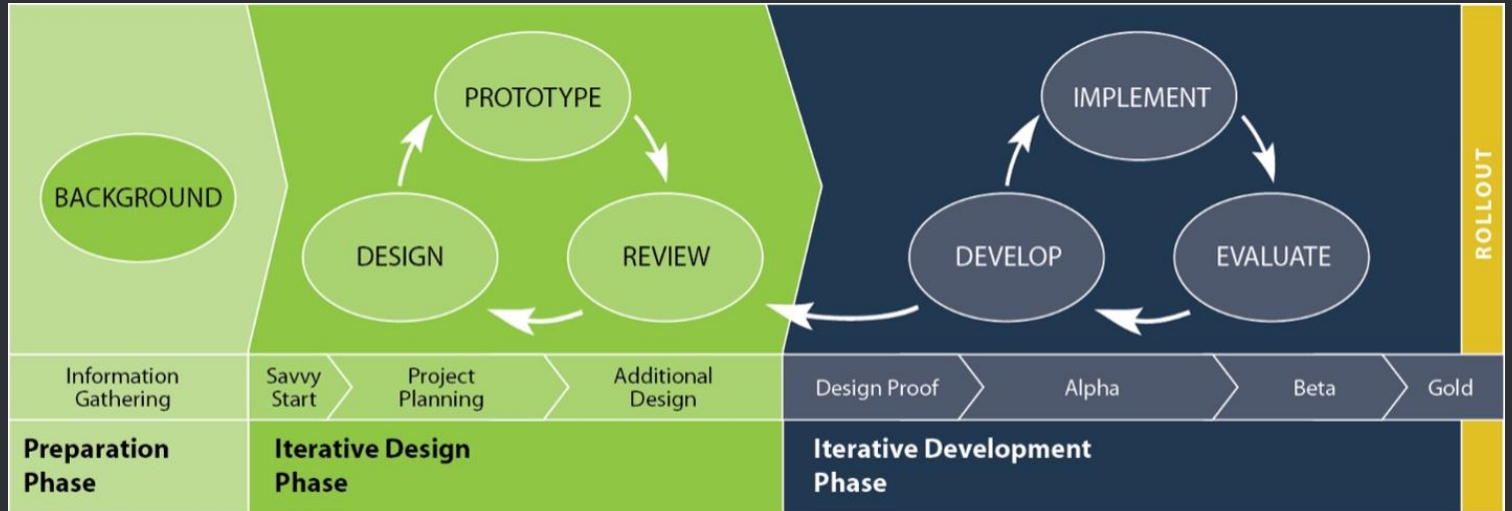 BACKGROUND
PROTOTYPE
DESIGN
REVIEW
IMPLEMENT
DEVELOP
EVALUATE
ROLLOUT
Information
Gathering
Savvy
Start
Project
Planning
Additional
Design
Design Proof
Alpha
Beta
Gold
Preparation
Phase
Iterative Design
Phase
Iterative Development
Phase